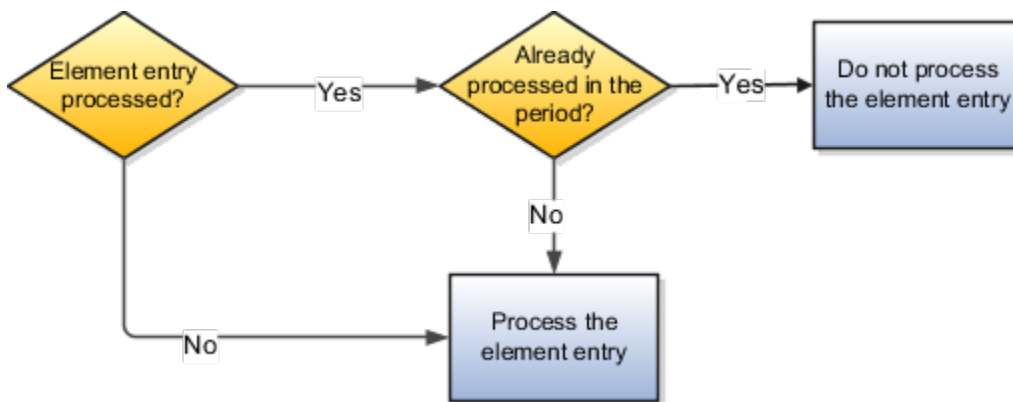 Element entry
processed?
Yes
Already
processed in the
period?
Yes
Do not process
the element entry
No
Process the
element entry
No